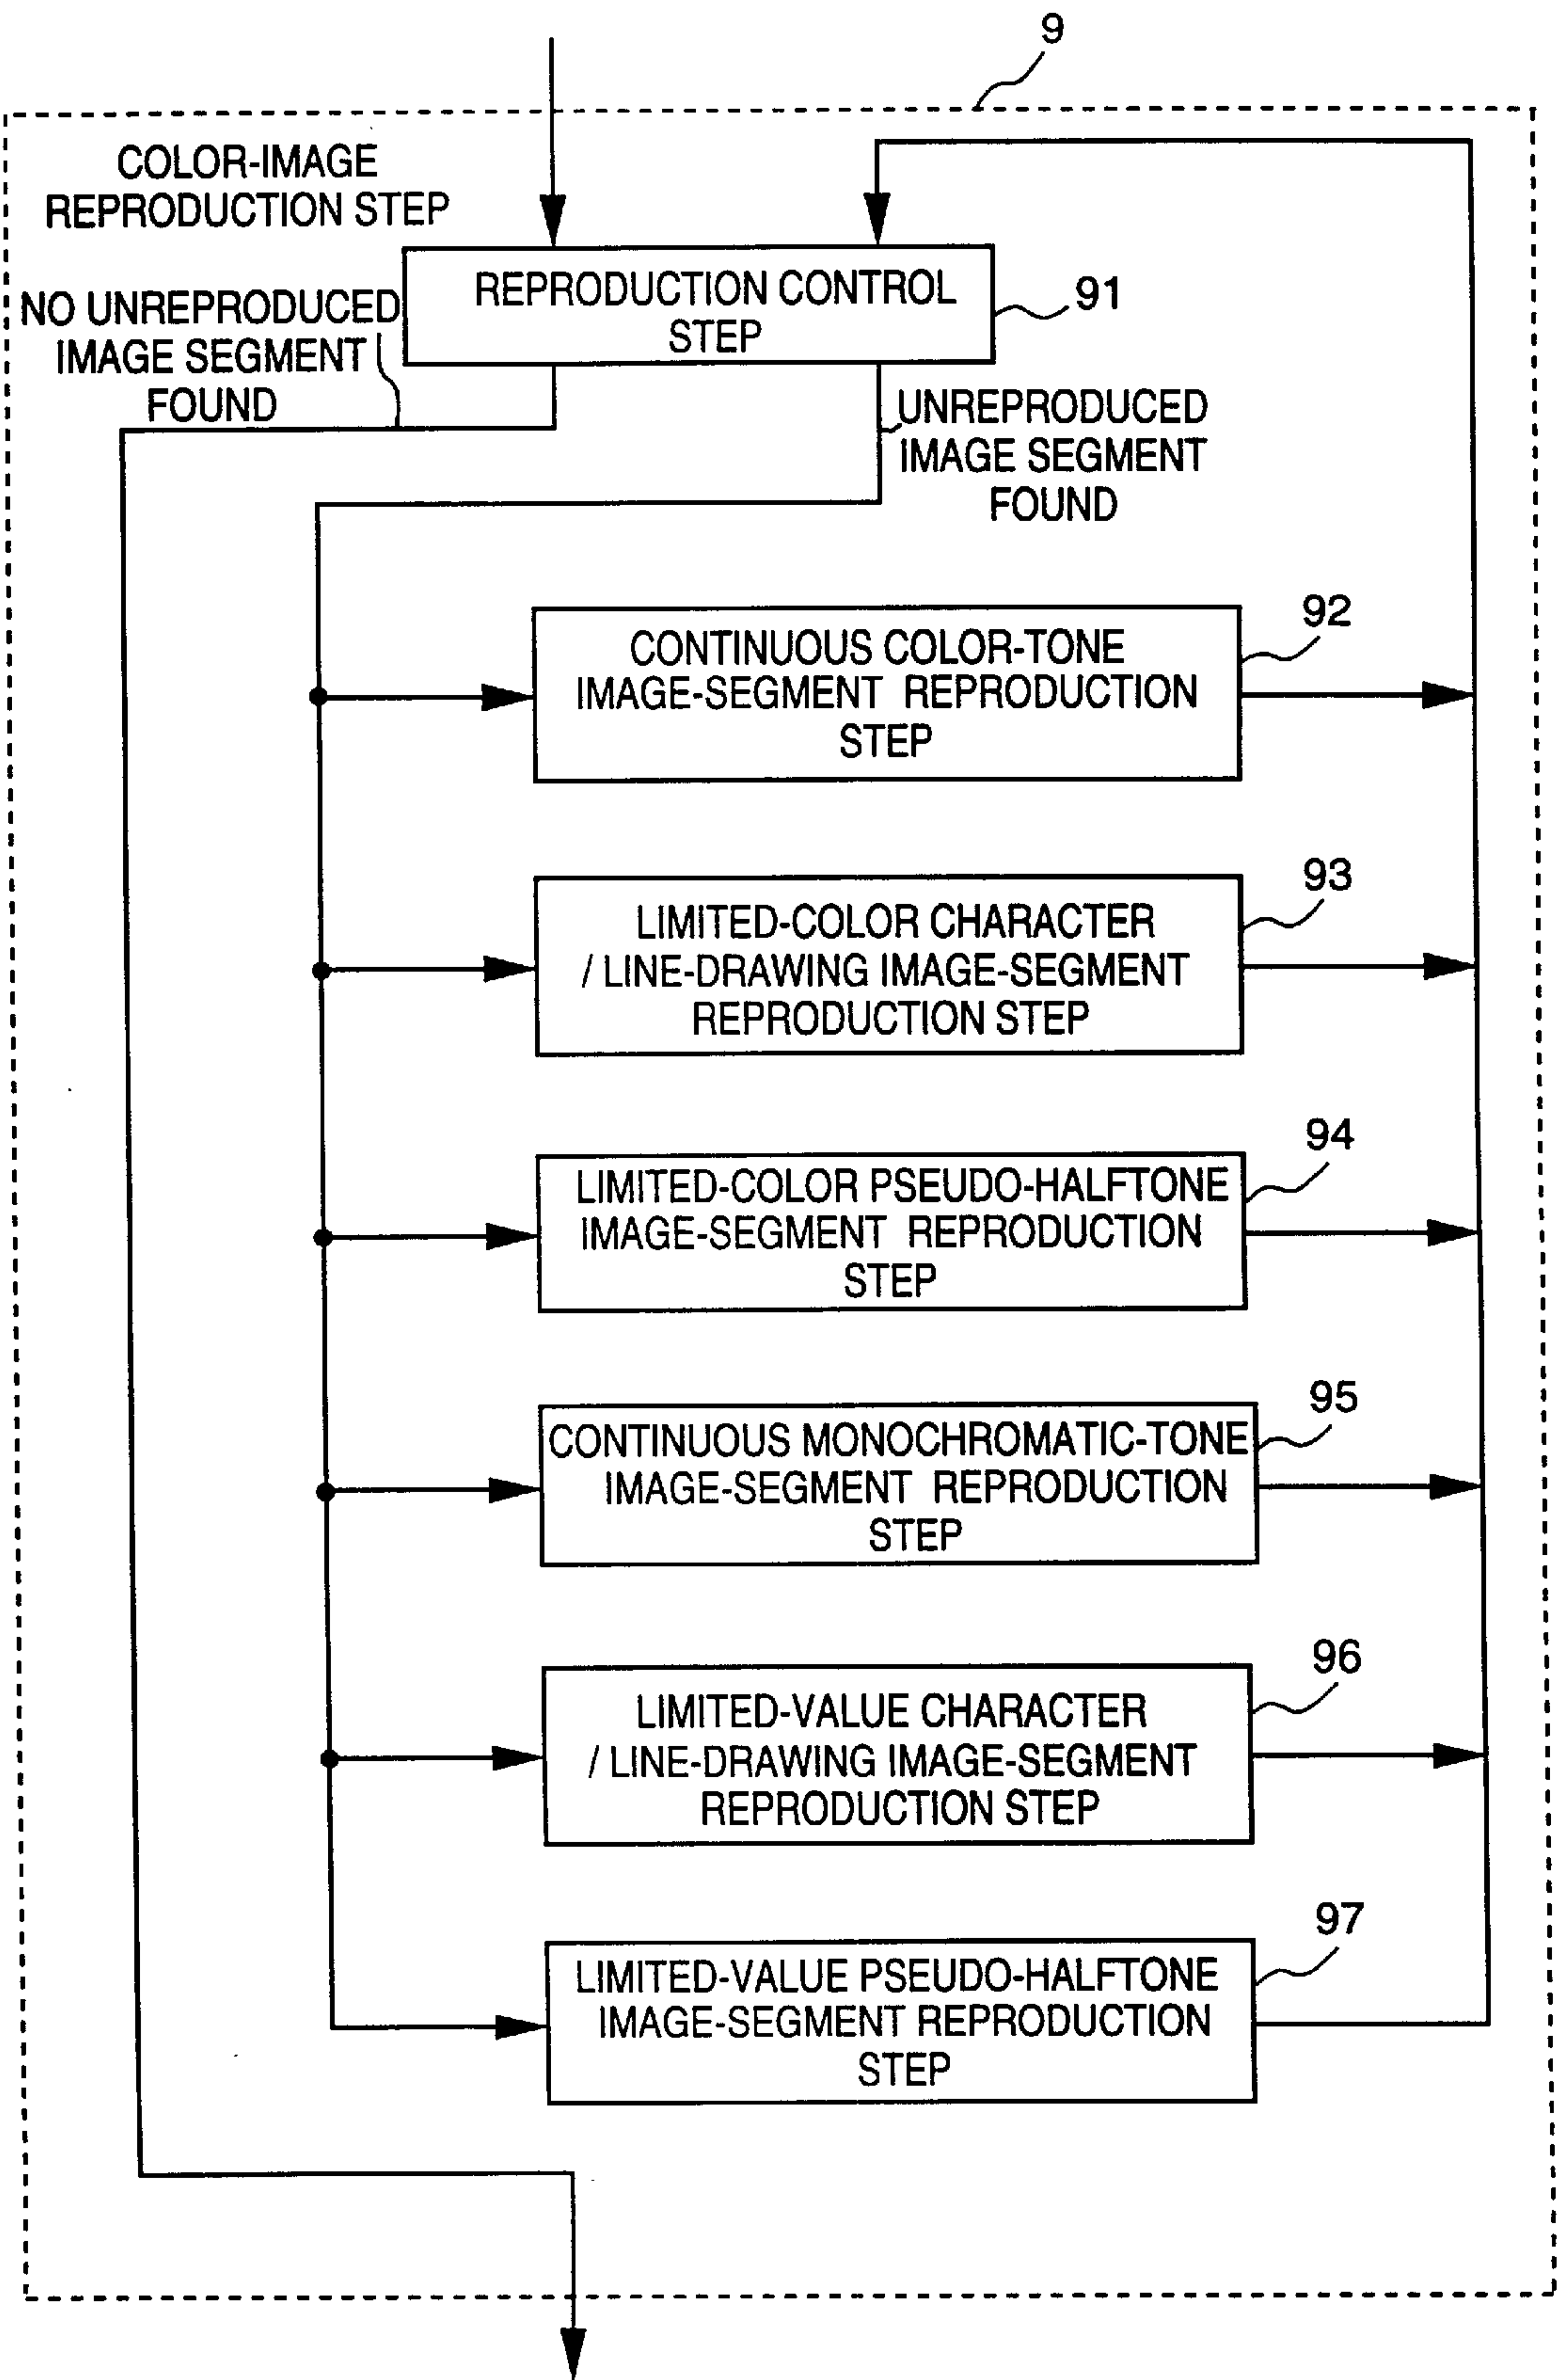 9
COLOR-IMAGE
REPRODUCTION STEP
REPRODUCTION CONTROL
STEP
91
NO UNREPRODUCED
IMAGE SEGMENT
FOUND
UNREPRODUCED
IMAGE SEGMENT
FOUND
92
CONTINUOUS COLOR-TONE
IMAGE-SEGMENT REPRODUCTION
STEP
93
LIMITED-COLOR CHARACTER
/ LINE-DRAWING IMAGE-SEGMENT
REPRODUCTION STEP
94
LIMITED-COLOR PSEUDO-HALFTONE
IMAGE-SEGMENT REPRODUCTION
STEP
95
CONTINUOUS MONOCHROMATIC-TONE
IMAGE-SEGMENT REPRODUCTION
STEP
96
LIMITED-VALUE CHARACTER
/ LINE-DRAWING IMAGE-SEGMENT
REPRODUCTION STEP
97
LIMITED-VALUE PSEUDO-HALFTONE
IMAGE-SEGMENT REPRODUCTION
STEP